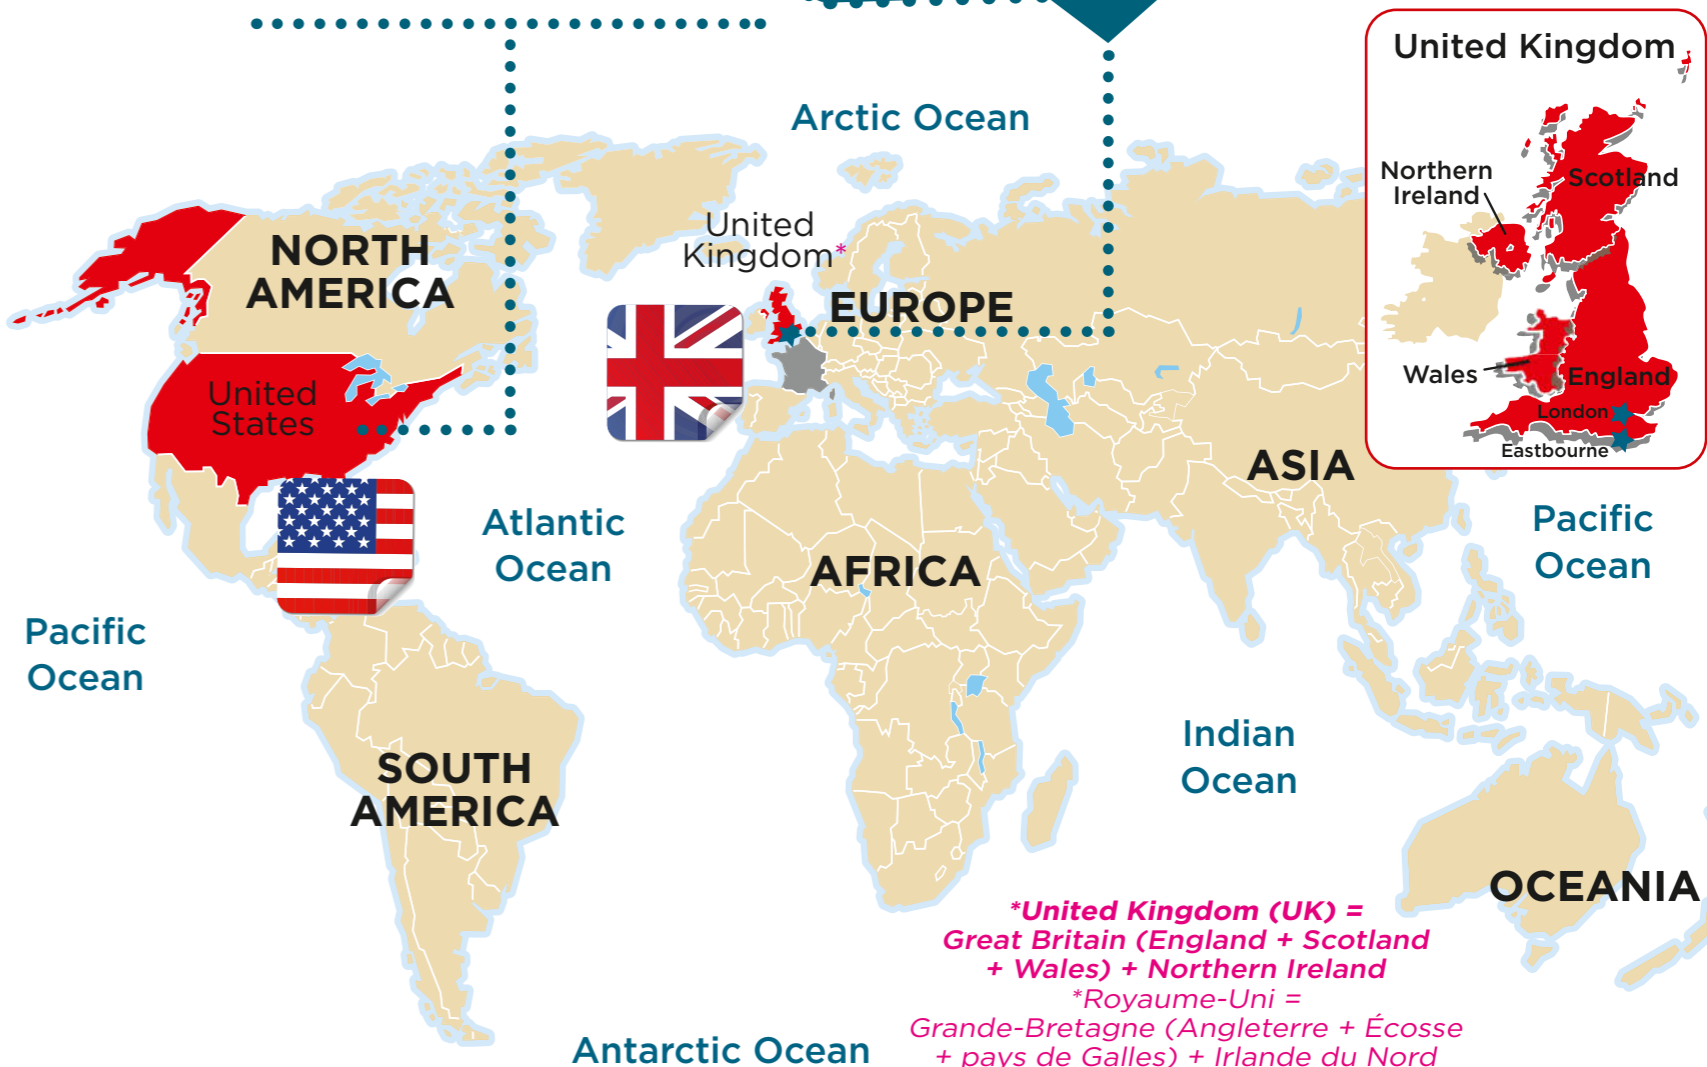 United Kingdom
Arctic Ocean
Northern
Ireland
Scotland
United
Kingdom*
NORTH
AMERICA
EUROPE
Wales
England
United
States
London
Eastbourne
ASIA
Atlantic
Ocean
Pacific
Ocean
AFRICA
Pacific
Ocean
Indian
Ocean
SOUTH
AMERICA
OCEANIA
*United Kingdom (UK) =
Great Britain (England + Scotland
+ Wales) + Northern Ireland
*Royaume-Uni =
Grande-Bretagne (Angleterre + Écosse
+ pays de Galles) + Irlande du Nord
Antarctic Ocean